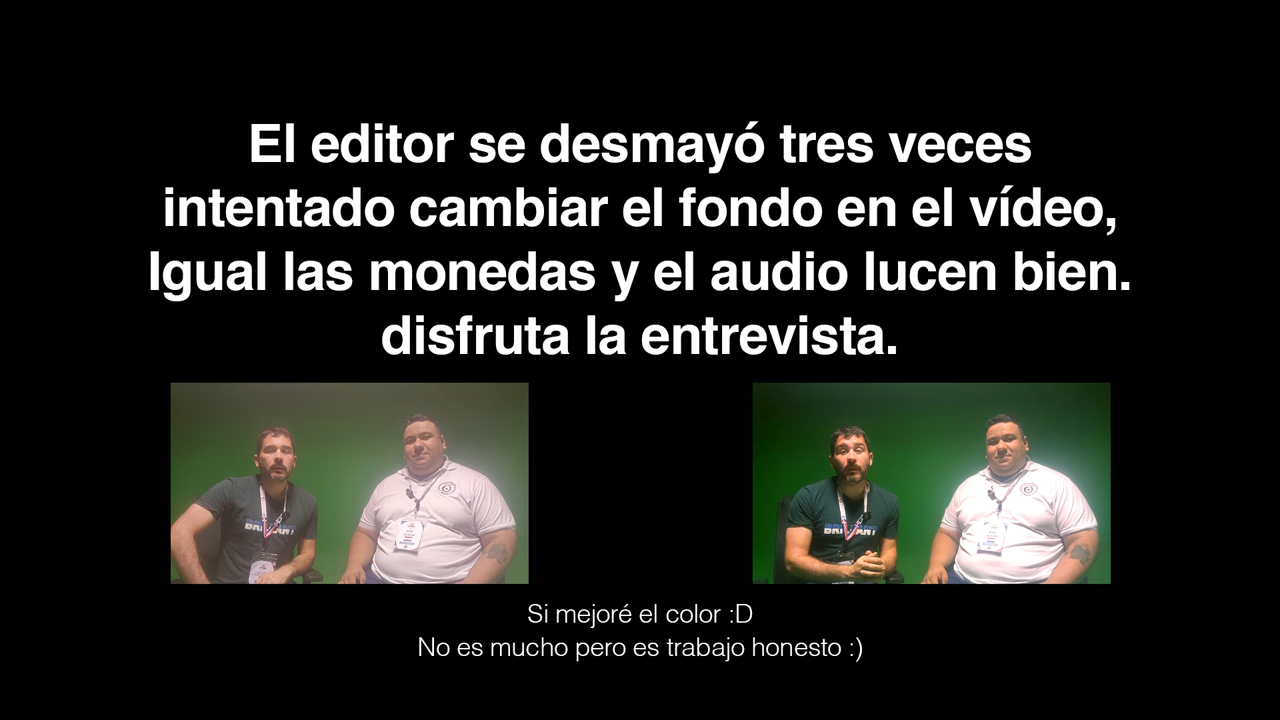 El editor se desmayó tres veces
intentado cambiar el fondo en el vídeo,
Igual las monedas y el audio lucen bien.
disfruta la entrevista.
Si mejoré el color :D
No es mucho pero es trabajo honesto :)